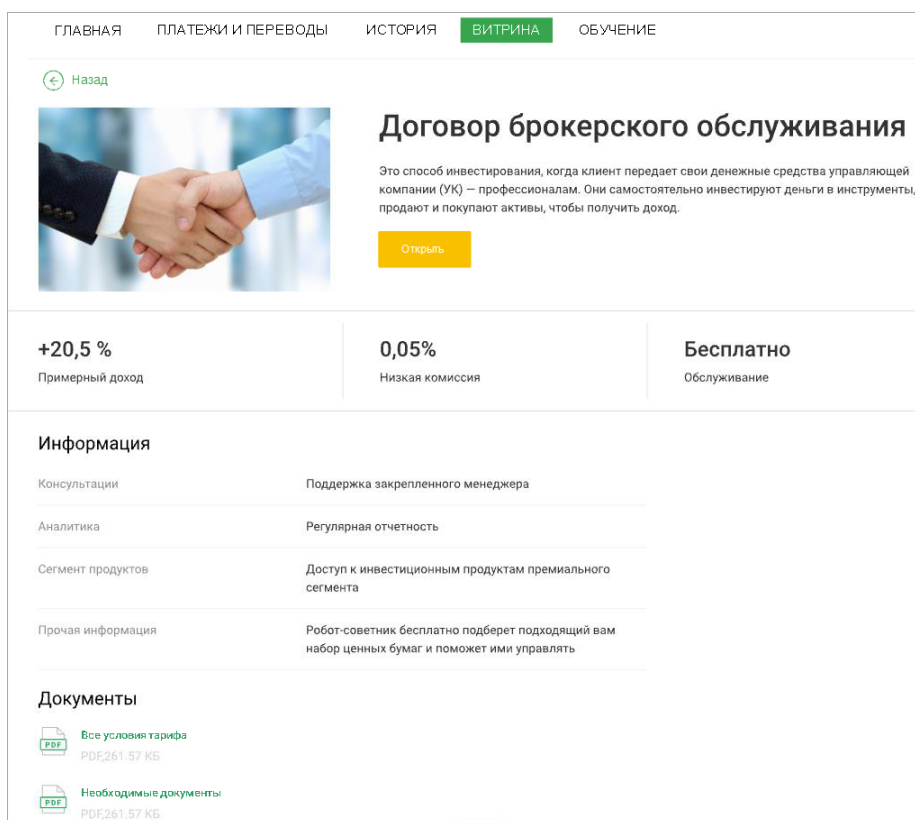 ГЛАВНАЯ ПЛАТЕЖИ И ПЕРЕВОДЫ ИСТОРИЯ ВИТРИНА ОБУЧЕНИЕ
Назад
Договор брокерского обслуживания
Это способ инвестирования, когда клиент передает свои денежные средства управляющей
компании (УК) — профессионалам. Они самостоятельно инвестируют деньги в инструменты,
продают и покупают активы, чтобы получить доход.
Открыть
+20,5 % 0,05% Бесплатно
Примерный доход Низкая комиссия Обслуживание
Информация
Консультации Поддержка закрепленного менеджера
Аналитика Регулярная отчетность
Сегмент продуктов Доступ к инвестиционным продуктам премиального
сегмента
Прочая информация Робот-советник бесплатно подберет подходящий вам
набор ценных бумаг и поможет ими управлять
Документы
PDF Все условия тарифа
PDF,261.57 КБ
PDF Необходимые документы
PDF,261.57 КБ